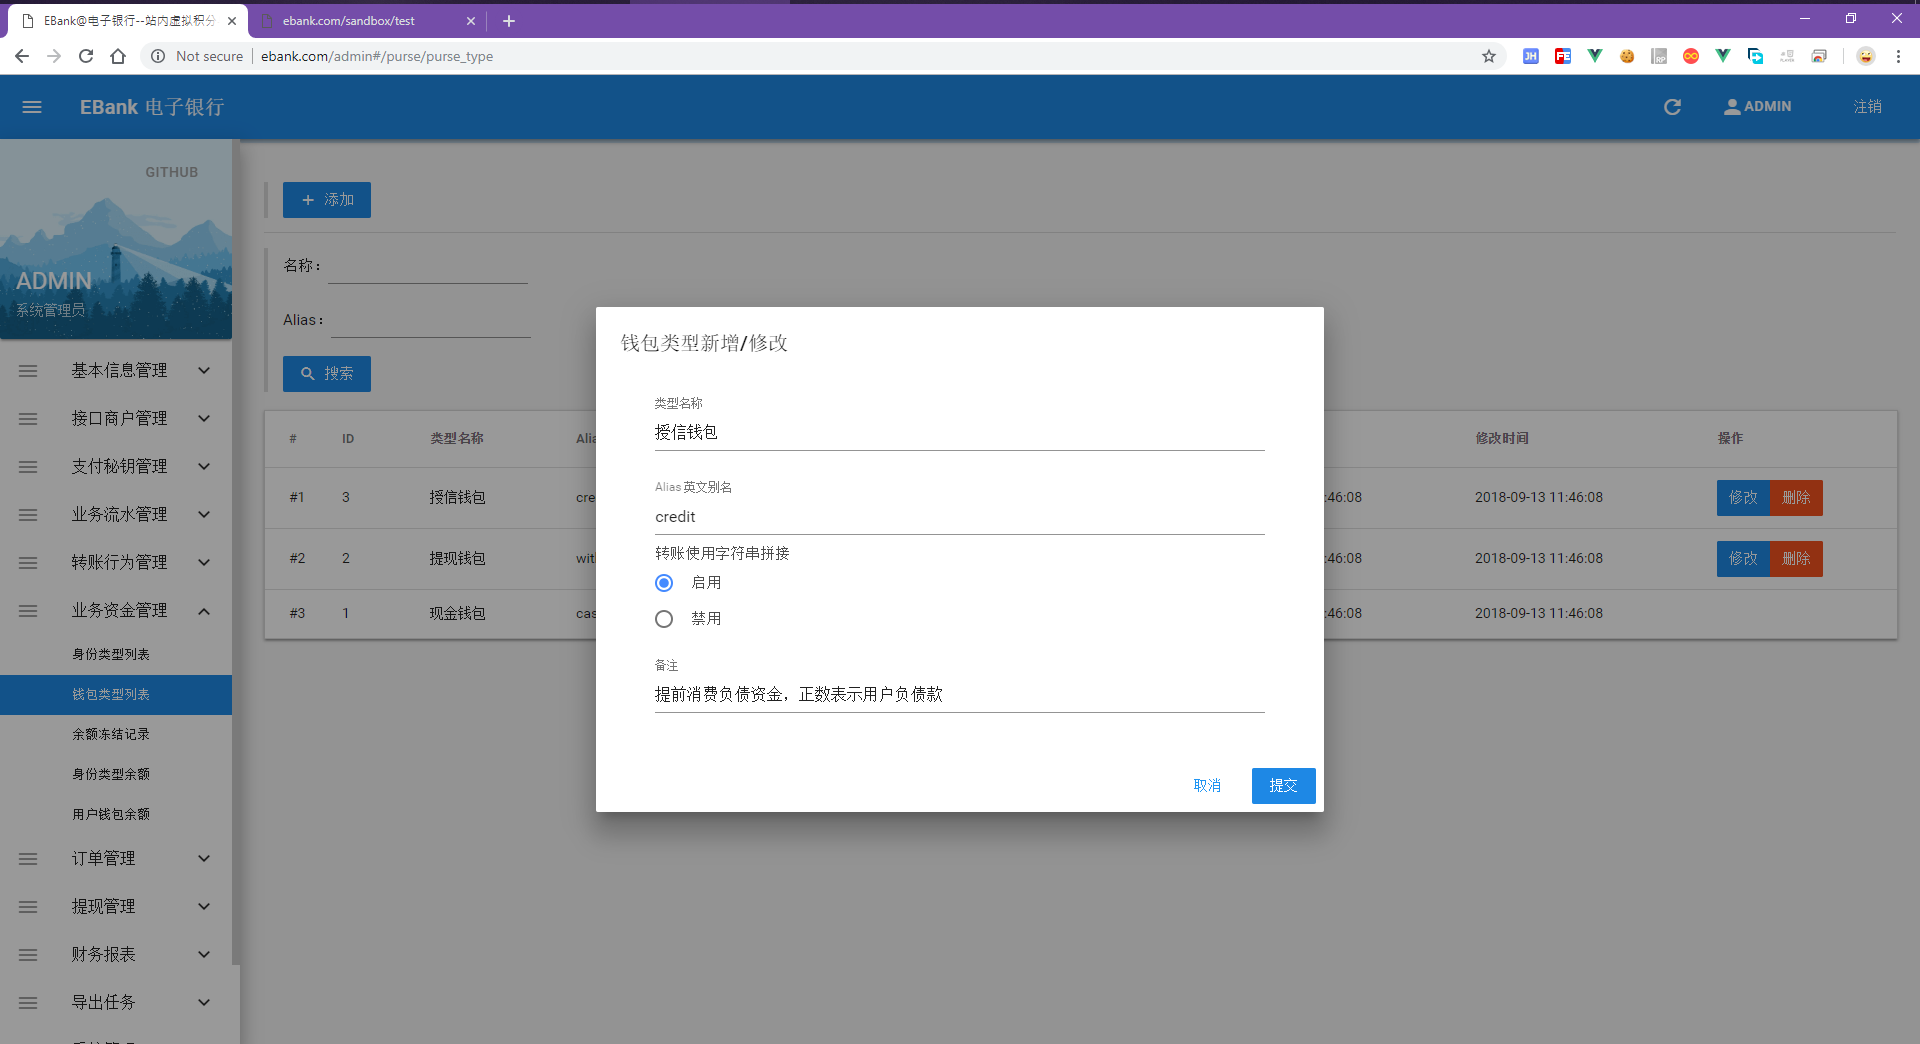 EBank@电子银行--站内虚拟积分
ebank.com/sandbox/test
Not secure
ebank.com/admin#/purse/purse_type
EBank 电子银行
ADMIN
注销
GITHUB
ADMIN
系统管理员
基本信息管理
接口商户管理
支付秘钥管理
业务流水管理
转账行为管理
业务资金管理
身份类型列表
钱包类型列表
余额冻结记录
身份类型余额
用户钱包余额
订单管理
提现管理
财务报表
导出任务
添加
名称：
Alias：
搜索
# ID 类型名称 Alia 修改时间 操作
#1 3 授信钱包 cre :46:08 2018-09-13 11:46:08 修改 删除
#2 2 提现钱包 wit :46:08 2018-09-13 11:46:08 修改 删除
#3 1 现金钱包 cas :46:08 2018-09-13 11:46:08
钱包类型新增/修改
类型名称
授信钱包
Alias英文别名
credit
转账使用字符串拼接
启用
禁用
备注
提前消费负债资金，正数表示用户负债款
取消
提交